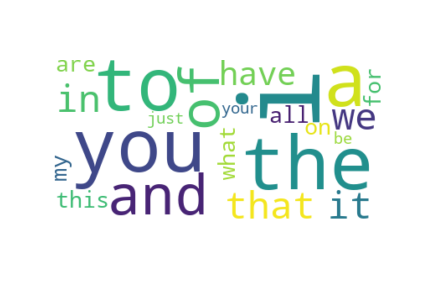 are
to
of
have
a
for
in
just
your
i
all
we
on
be
my
you
what
the
this
and
that
it